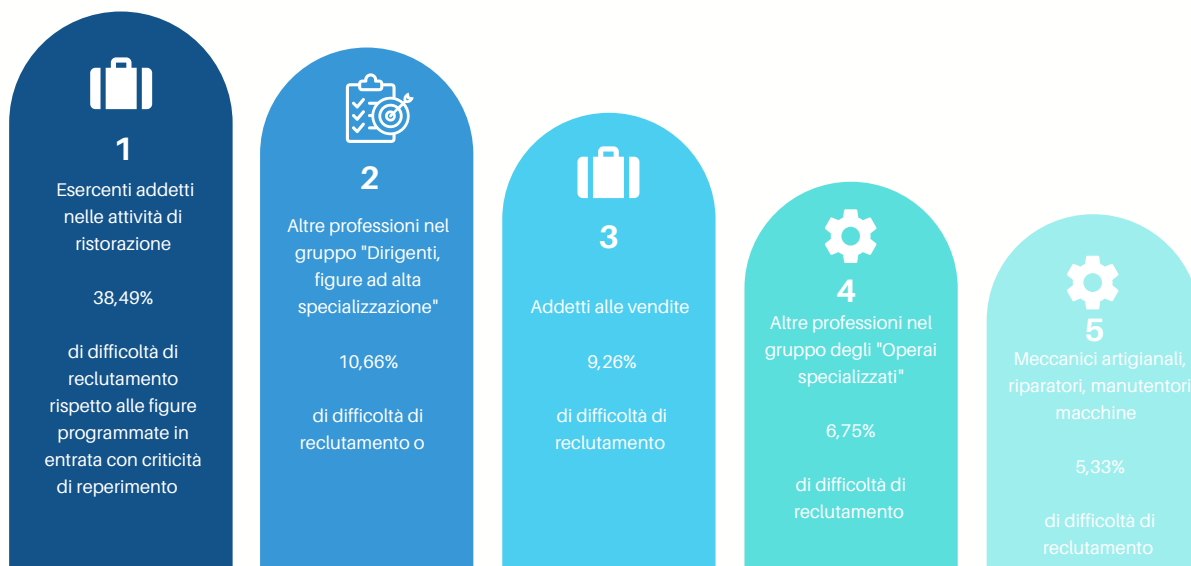 1
Esercenti addetti
nelle attività di
ristorazione
38,49%
di difficoltà di
reclutamento
rispetto alle figure
programmate in
entrata con criticità
di reperimento
2
Altre professioni nel
gruppo "Dirigenti,
figure ad alta
specializzazione"
10,66%
di difficoltà di
reclutamento o
3
Addetti alle vendite
9,26%
di difficoltà di
reclutamento
4
Altre professioni nel
gruppo degli "Operai
specializzati"
6,75%
di difficoltà di
reclutamento
5
Meccanici artigianali,
riparatori, manutentori
macchine
5,33%
di difficoltà di
reclutamento